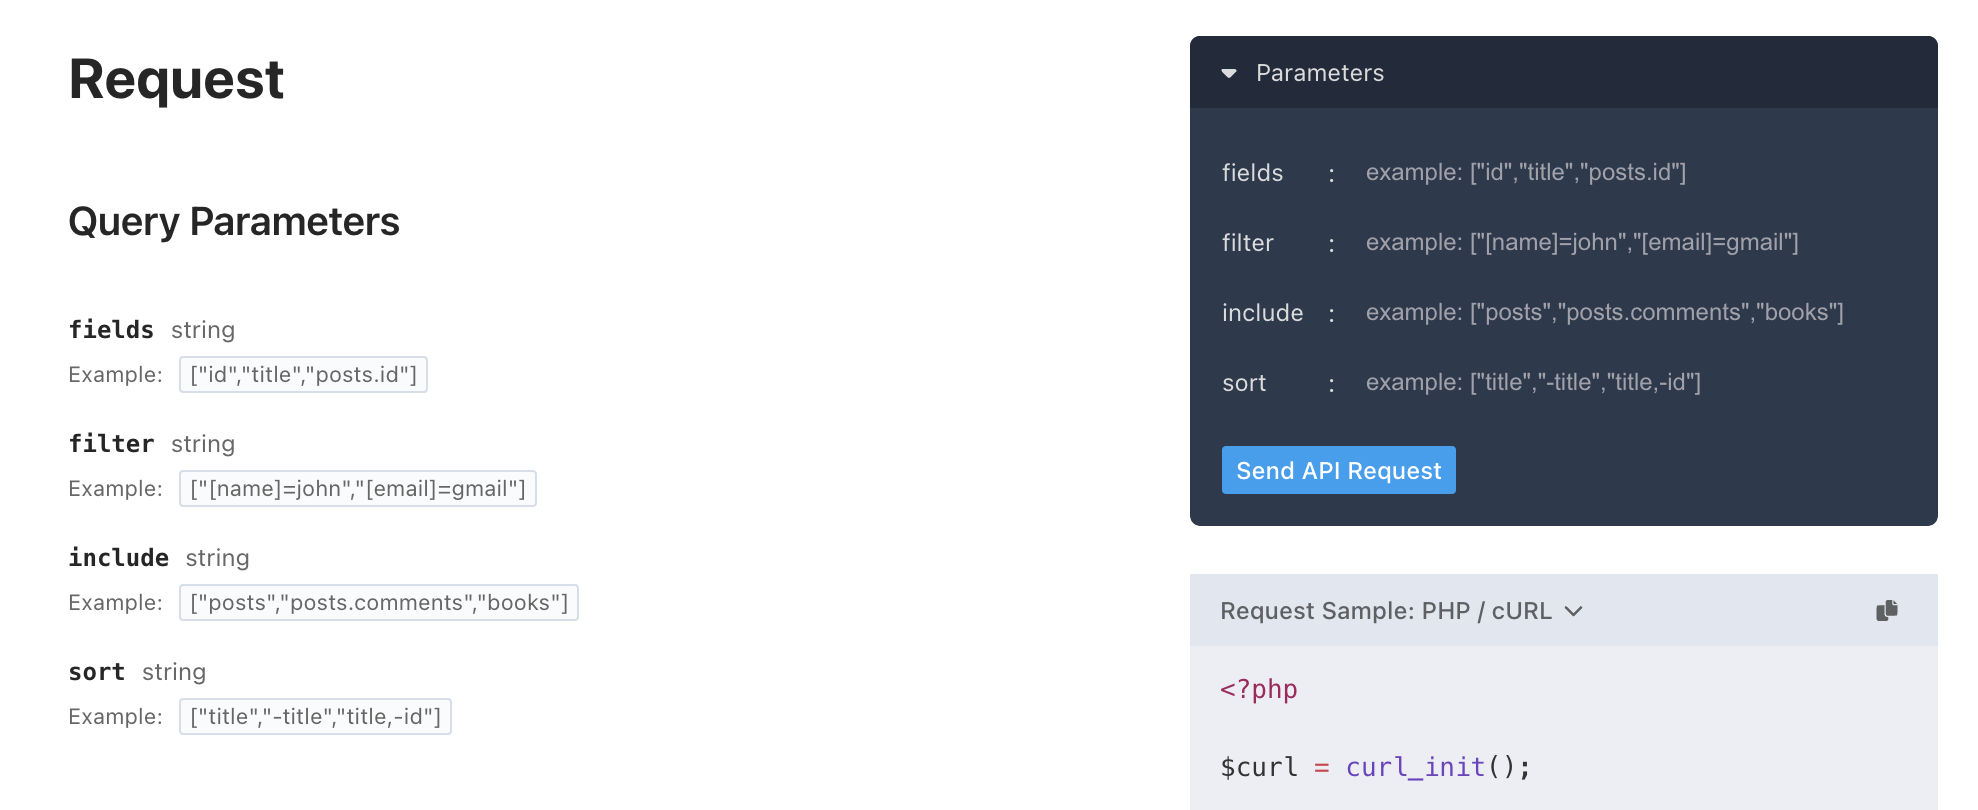 Request
Query Parameters
fields string
Example: ["id","title","posts.id"]
filter string
Example: ["[name]=john","[email]=gmail"]
include string
Example: ["posts","posts.comments","books"]
sort string
Example: ["title","-title","title,-id"]
Parameters
fields : example: ["id","title","posts.id"]
filter : example: ["[name]=john","[email]=gmail"]
include : example: ["posts","posts.comments","books"]
sort : example: ["title","-title","title,-id"]
Send API Request
Request Sample: PHP / cURL
<?php
$curl = curl_init();